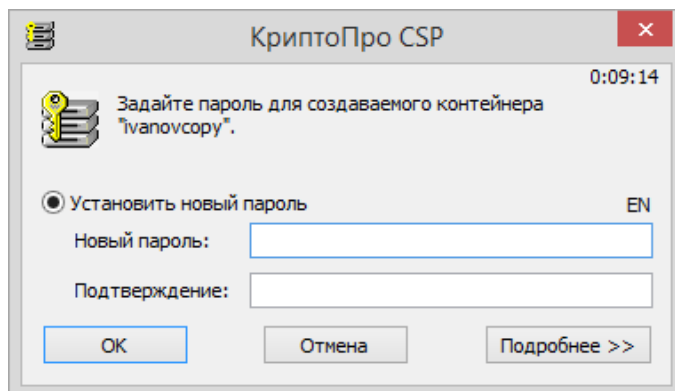 КриптоПро CSP
0:09:14
Задайте пароль для создаваемого контейнера
"ivanovcopy".
Установить новый пароль
EN
Новый пароль:
Подтверждение:
OK
Отмена
Подробнее >>